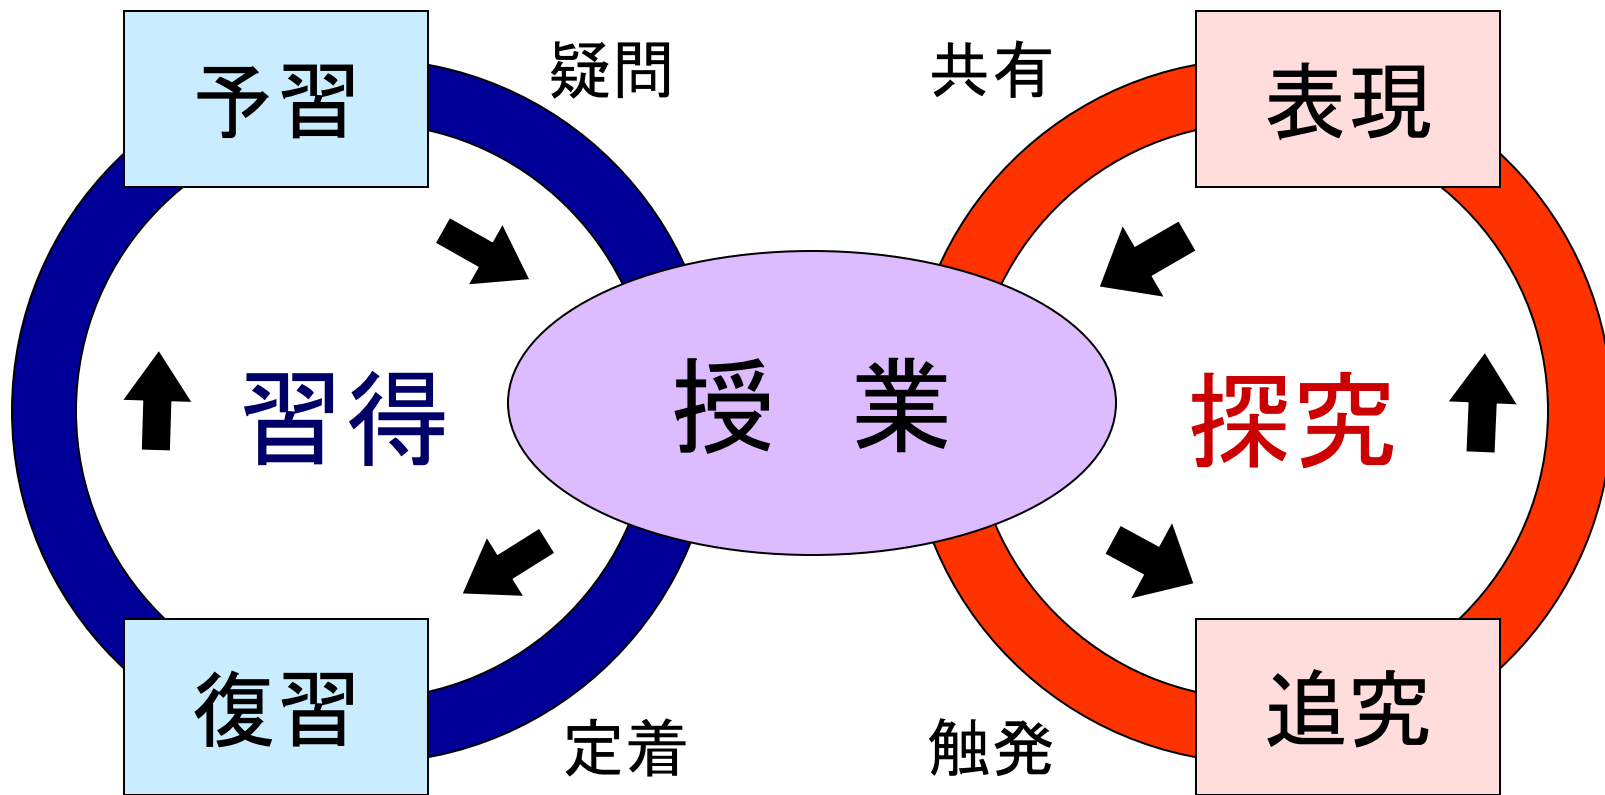 予習
疑問
共有
表現
習得
授　業
探究
復習
定着
触発
追究